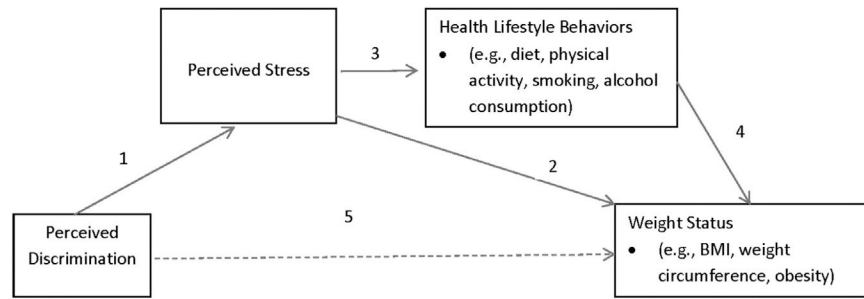 Perceived Stress
3
Health Lifestyle Behaviors
• (e.g., diet, physical
activity, smoking, alcohol
consumption)
1
2
4
Perceived
Discrimination
5
Weight Status
• (e.g., BMI, weight
circumference, obesity)